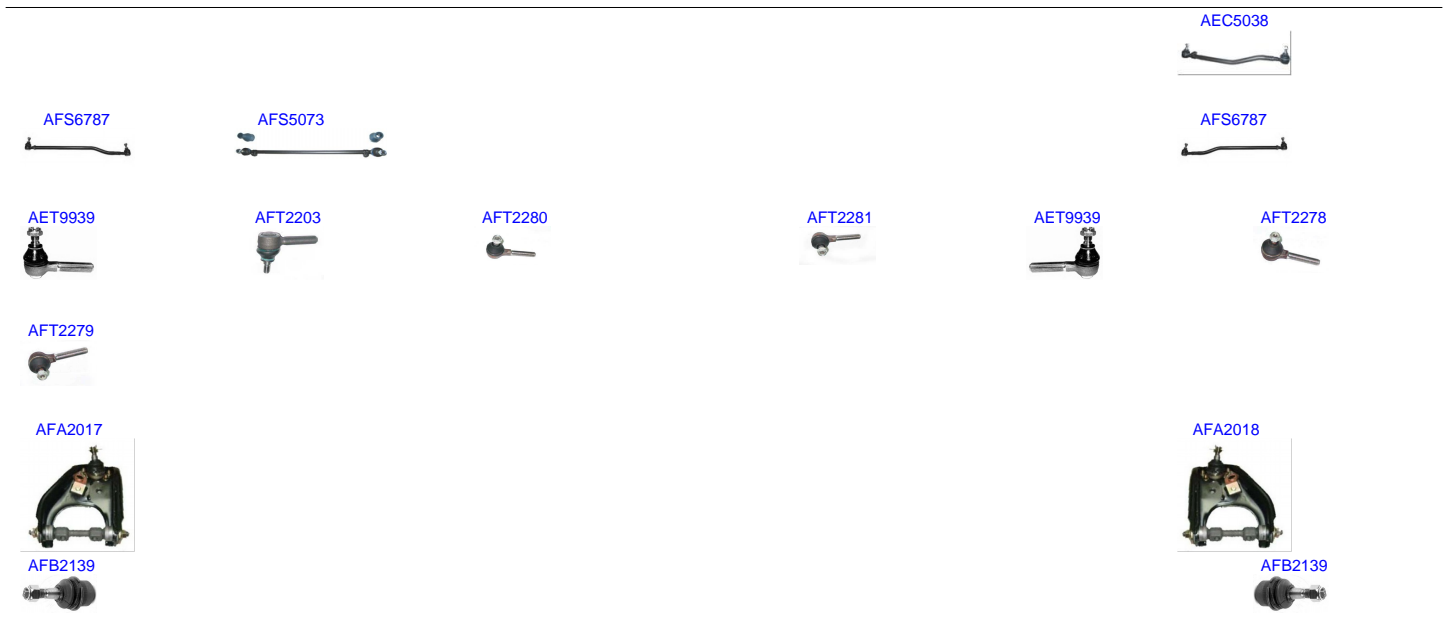 AEC5038
AFS6787 AFS5073 AFS6787
AET9939 AFT2203 AFT2280 AFT2281 AET9939 AFT2278
AFT2279
AFA2017 AFA2018
AFB2139 AFB2139